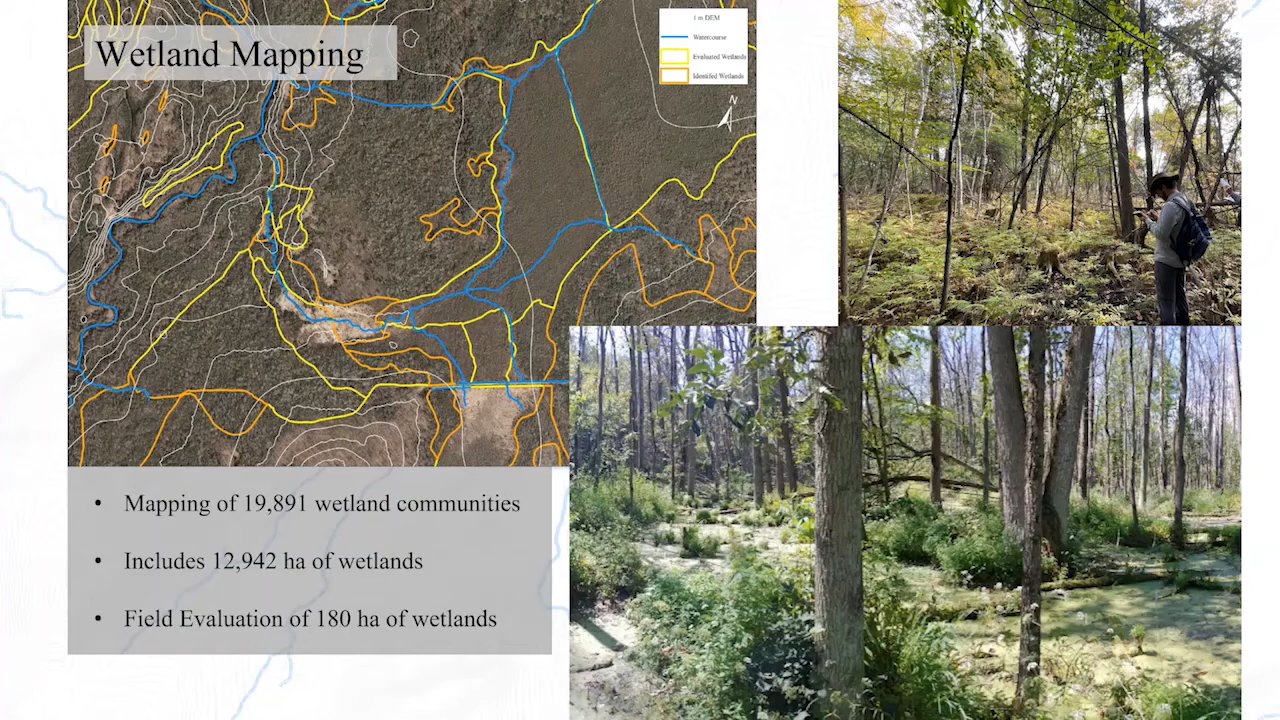 Wetland Mapping
1 m DEM
Watercourse
Evaluated Wetlands
Identifed Wetlands
N
• Mapping of 19,891 wetland communities
• Includes 12,942 ha of wetlands
• Field Evaluation of 180 ha of wetlands